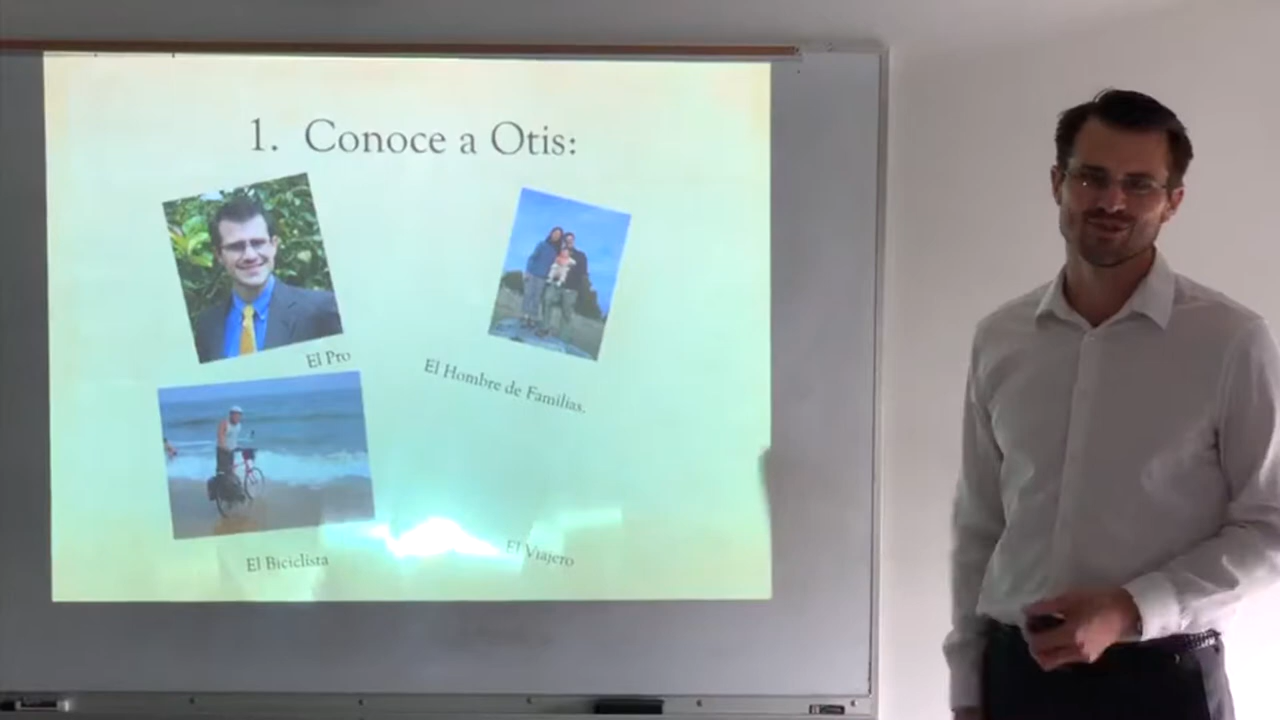 1. Conoce a Otis:
El Pro
El Hombre de Familias.
El Biciclista
El Viajero